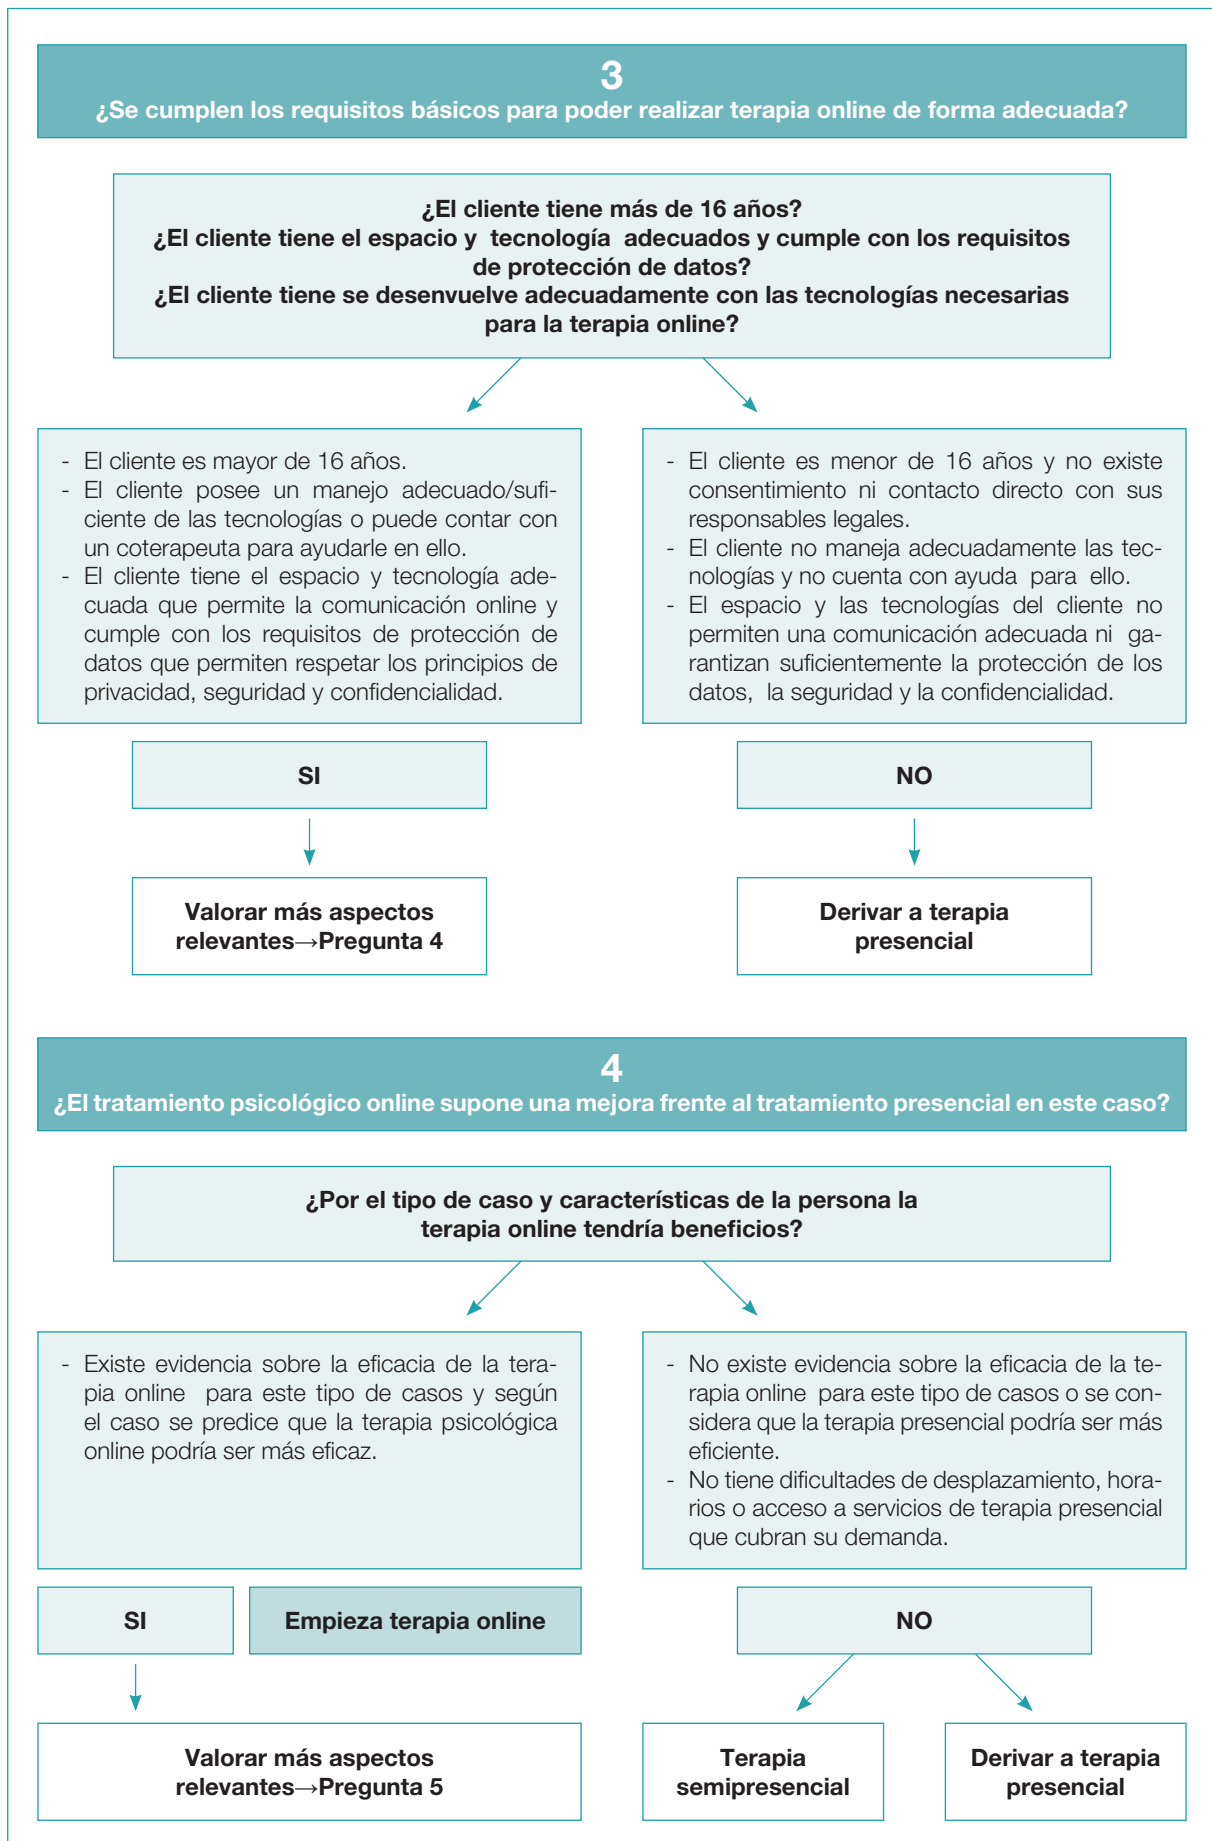 3
¿Se cumplen los requisitos básicos para poder realizar terapia online de forma adecuada?
¿El cliente tiene más de 16 años?
¿El cliente tiene el espacio y tecnología adecuados y cumple con los requisitos
de protección de datos?
¿El cliente tiene se desenvuelve adecuadamente con las tecnologías necesarias
para la terapia online?
- El cliente es mayor de 16 años.
- El cliente posee un manejo adecuado/sufi-
ciente de las tecnologías o puede contar con
un coterapeuta para ayudarle en ello.
- El cliente tiene el espacio y tecnología ade-
cuada que permite la comunicación online y
cumple con los requisitos de protección de
datos que permiten respetar los principios de
privacidad, seguridad y confidencialidad.
- El cliente es menor de 16 años y no existe
consentimiento ni contacto directo con sus
responsables legales.
- El cliente no maneja adecuadamente las tec-
nologías y no cuenta con ayuda para ello.
- El espacio y las tecnologías del cliente no
permiten una comunicación adecuada ni ga-
rantizan suficientemente la protección de los
datos, la seguridad y la confidencialidad.
SI
NO
Valorar más aspectos
relevantes→Pregunta 4
Derivar a terapia
presencial
4
¿El tratamiento psicológico online supone una mejora frente al tratamiento presencial en este caso?
¿Por el tipo de caso y características de la persona la
terapia online tendría beneficios?
- Existe evidencia sobre la eficacia de la tera-
pia online para este tipo de casos y según
el caso se predice que la terapia psicológica
online podría ser más eficaz.
- No existe evidencia sobre la eficacia de la te-
rapia online para este tipo de casos o se con-
sidera que la terapia presencial podría ser más
eficiente.
- No tiene dificultades de desplazamiento, hora-
rios o acceso a servicios de terapia presencial
que cubran su demanda.
SI
Empieza terapia online
NO
Valorar más aspectos
relevantes→Pregunta 5
Terapia
semipresencial
Derivar a terapia
presencial